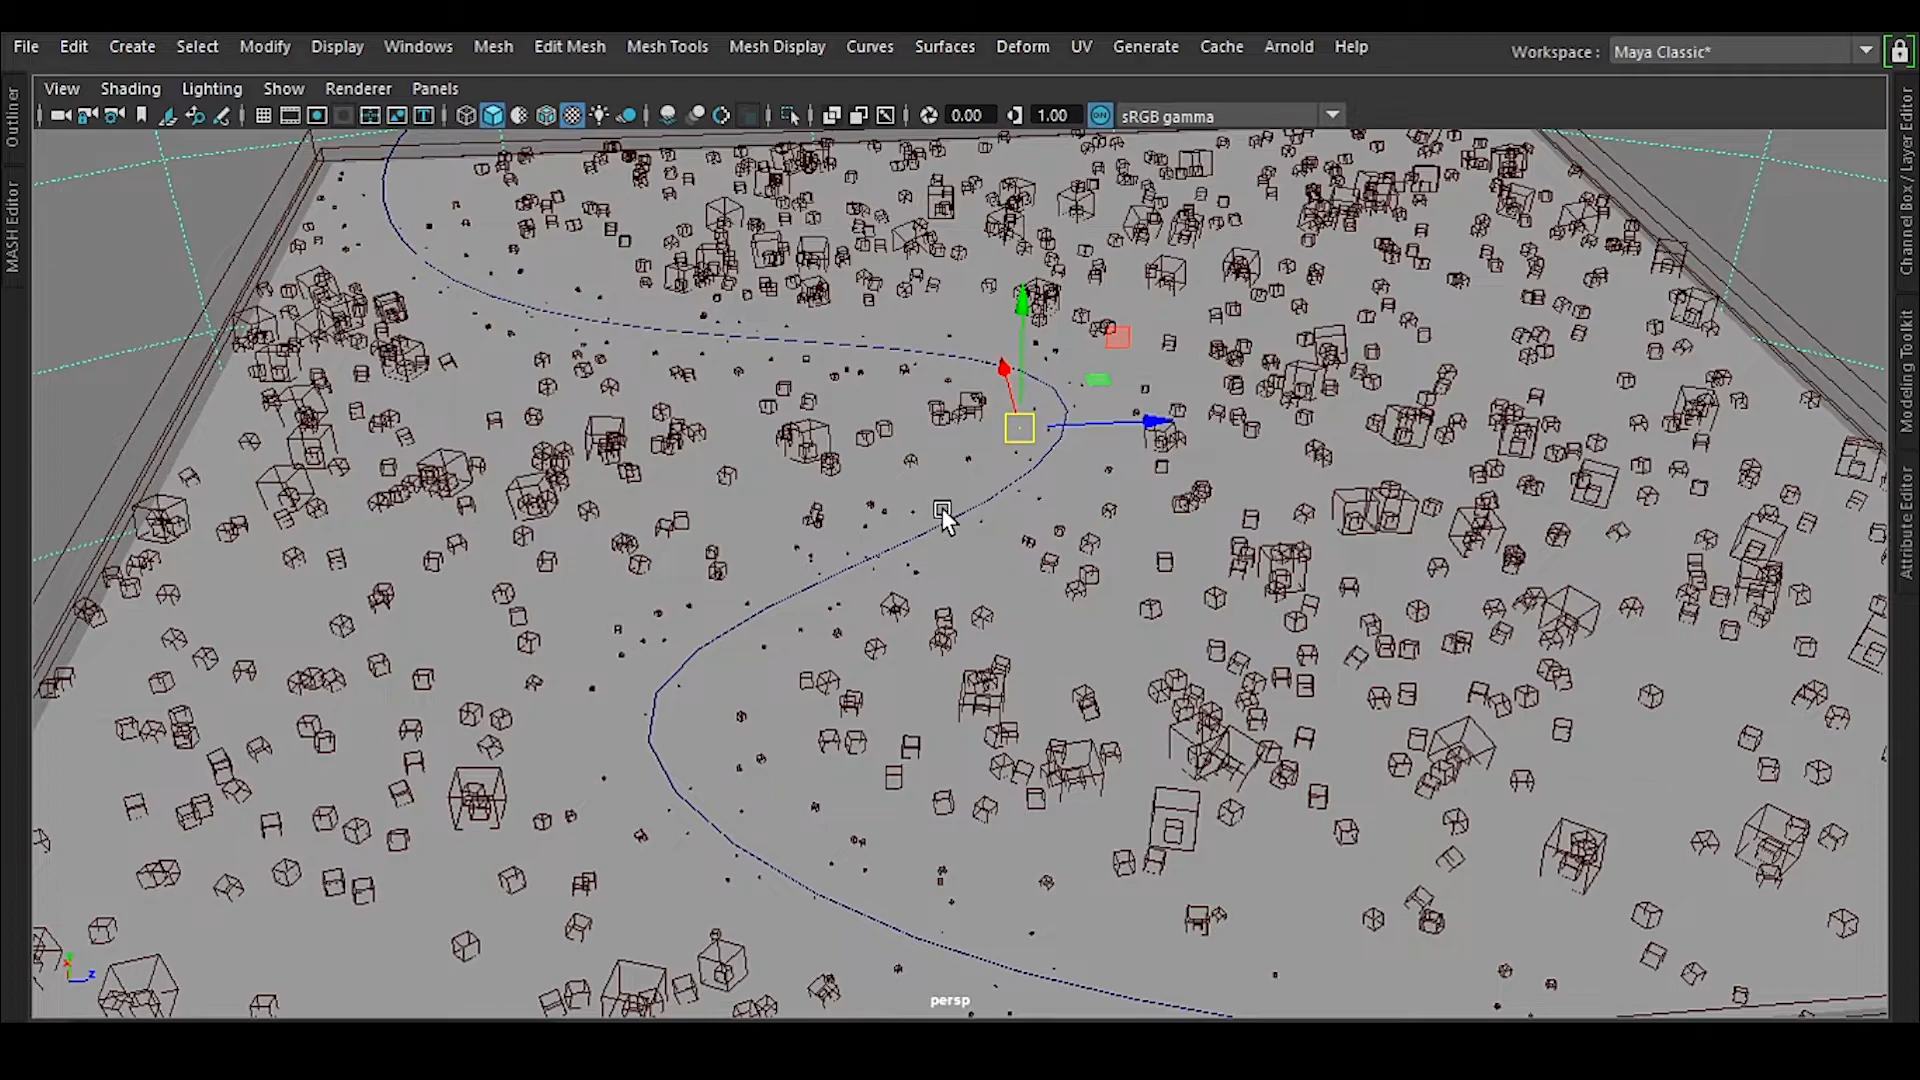 File Edit Create Select Modify Display Windows Mesh Edit Mesh Mesh Tools Mesh Display Curves Surfaces Deform UV Generate Cache Arnold Help
Workspace : Maya Classic*
View Shading Lighting Show Renderer Panels
0.00 1.00 ON sRGB gamma
Outliner
MASH Editor
Channel Box / Layer Editor
Modeling Toolkit
Attribute Editor
persp
x
z